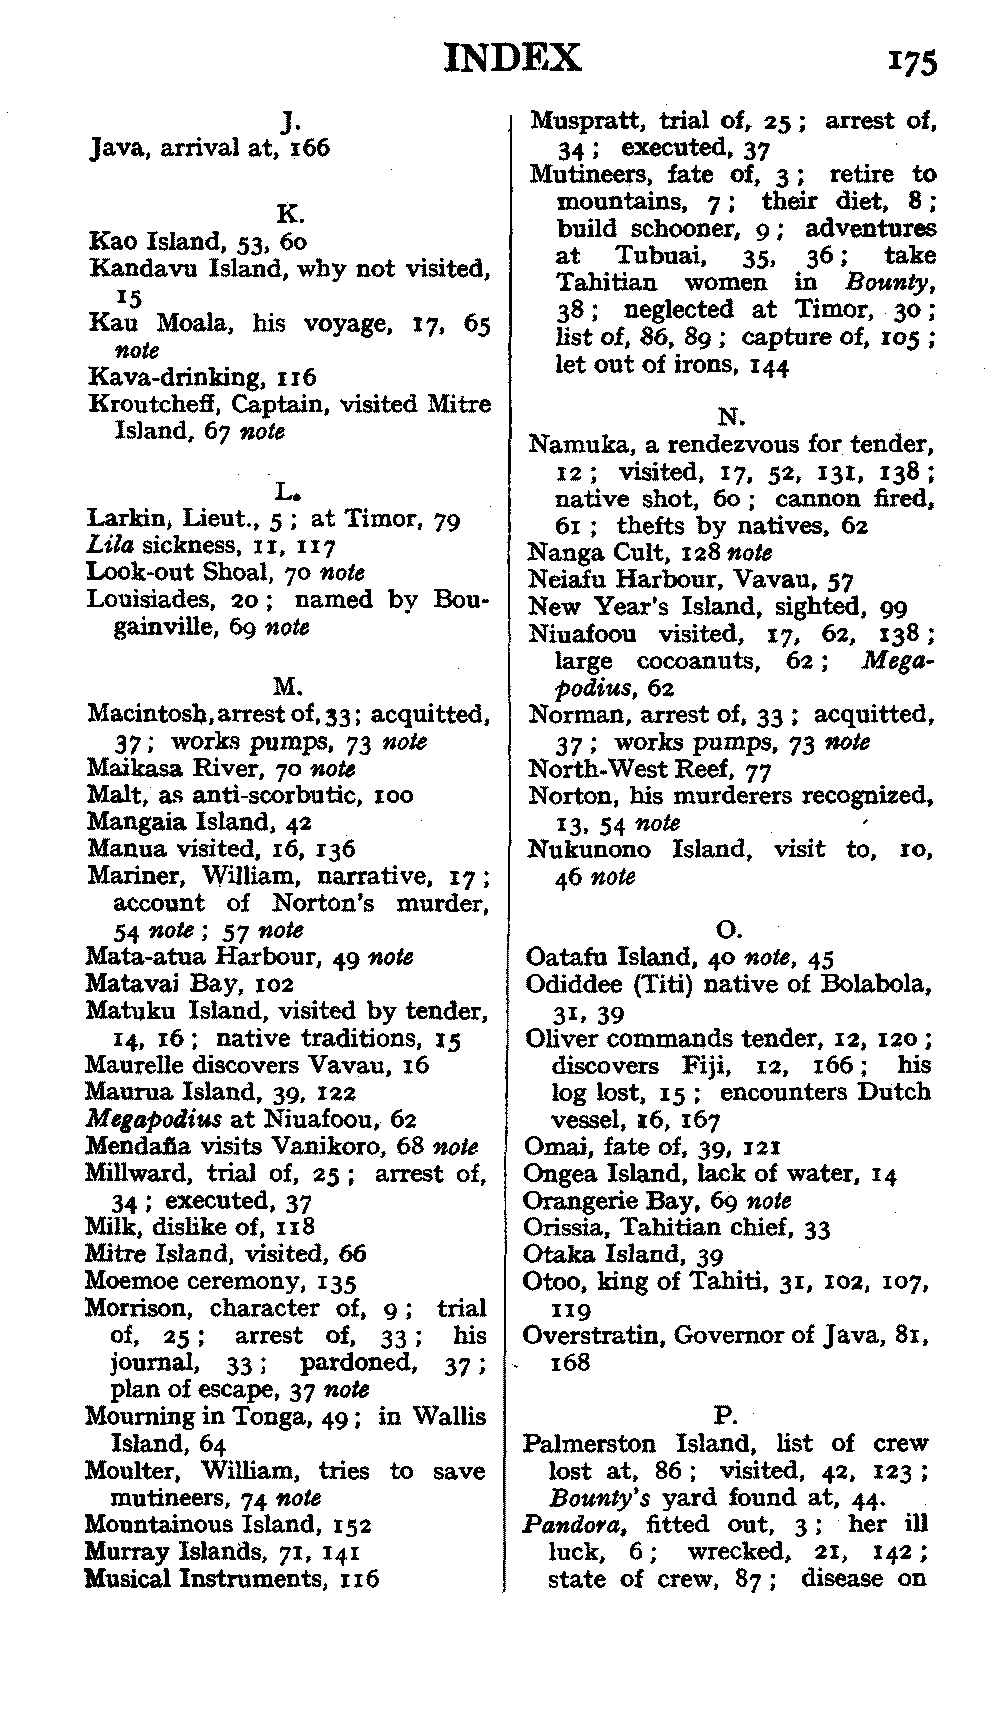 INDEX 175
J.
Java, arrival at, 166
K.
Kao Island, 53, 60
Kandavu Island, why not visited,
15
Kau Moala, his voyage, 17, 65
note
Kava-drinking, 116
Kroutcheff, Captain, visited Mitre
Island, 67 note
L.
Larkin, Lieut., 5 ; at Timor, 79
Lila sickness, 11, 117
Look-out Shoal, 70 note
Louisiades, 20 ; named by Bou-
gainville, 69 note
M.
Macintosh, arrest of, 33 ; acquitted,
37 ; works pumps, 73 note
Maikasa River, 70 note
Malt, as anti-scorbutic, 100
Mangaia Island, 42
Manua visited, 16, 136
Mariner, William, narrative, 17 ;
account of Norton's murder,
54 note ; 57 note
Mata-atua Harbour, 49 note
Matavai Bay, 102
Matuku Island, visited by tender,
14, 16 ; native traditions, 15
Maurelle discovers Vavau, 16
Maurua Island, 39, 122
Megapodius at Niuafoou, 62
Mendaña visits Vanikoro, 68 note
Millward, trial of, 25 ; arrest of,
34 ; executed, 37
Milk, dislike of, 118
Mitre Island, visited, 66
Moemoe ceremony, 135
Morrison, character of, 9 ; trial
of, 25 ; arrest of, 33 ; his
journal, 33 ; pardoned, 37 ;
plan of escape, 37 note
Mourning in Tonga, 49 ; in Wallis
Island, 64
Moulter, William, tries to save
mutineers, 74 note
Mountainous Island, 152
Murray Islands, 71, 141
Musical Instruments, 116
Muspratt, trial of, 25 ; arrest of,
34 ; executed, 37
Mutineers, fate of, 3 ; retire to
mountains, 7 ; their diet, 8 ;
build schooner, 9 ; adventures
at Tubuai, 35, 36 ; take
Tahitian women in Bounty,
38 ; neglected at Timor, 30 ;
list of, 86, 89 ; capture of, 105 ;
let out of irons, 144
N.
Namuka, a rendezvous for tender,
12 ; visited, 17, 52, 131, 138 ;
native shot, 60 ; cannon fired,
61 ; thefts by natives, 62
Nanga Cult, 128 note
Neiafu Harbour, Vavau, 57
New Year's Island, sighted, 99
Niuafoou visited, 17, 62, 138 ;
large cocoanuts, 62 ; Mega-
podius, 62
Norman, arrest of, 33 ; acquitted,
37 ; works pumps, 73 note
North-West Reef, 77
Norton, his murderers recognized,
13, 54 note
Nukunono Island, visit to, 10,
46 note
O.
Oatafu Island, 40 note, 45
Odiddee (Titi) native of Bolabola,
31, 39
Oliver commands tender, 12, 120 ;
discovers Fiji, 12, 166 ; his
log lost, 15 ; encounters Dutch
vessel, 16, 167
Omai, fate of, 39, 121
Ongea Island, lack of water, 14
Orangerie Bay, 69 note
Orissia, Tahitian chief, 33
Otaka Island, 39
Otoo, king of Tahiti, 31, 102, 107,
119
Overstratin, Governor of Java, 81,
168
P.
Palmerston Island, list of crew
lost at, 86 ; visited, 42, 123 ;
Bounty's yard found at, 44.
Pandora, fitted out, 3 ; her ill
luck, 6 ; wrecked, 21, 142 ;
state of crew, 87 ; disease on